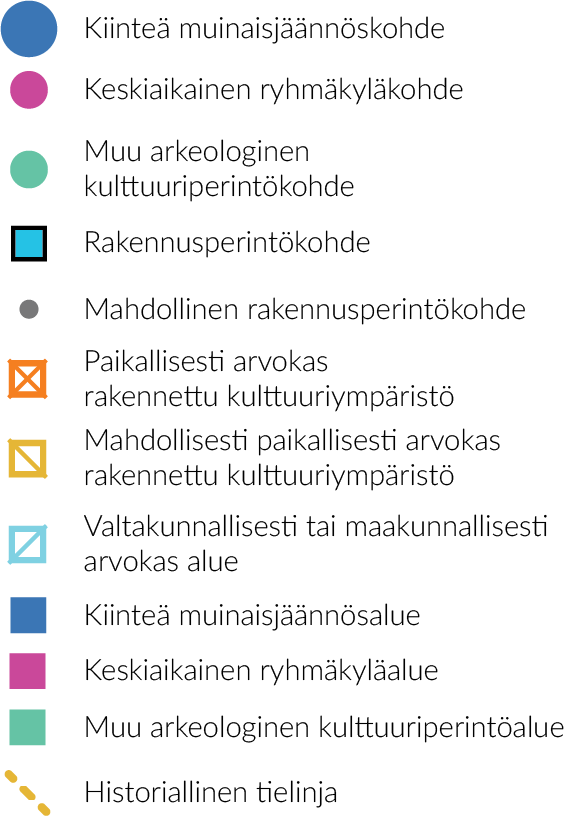 Kiinteä muinaisjäännöskohde
Keskiaikainen ryhmäkyläkohde
Muu arkeologinen
kulttuuriperintökohde
Rakennusperintökohde
Mahdollinen rakennusperintökohde
Paikallisesti arvokas
rakennettu kulttuuriympäristö
Mahdollisesti paikallisesti arvokas
rakennettu kulttuuriympäristö
Valtakunnallisesti tai maakunnallisesti
arvokas alue
Kiinteä muinaisjäännösalue
Keskiaikainen ryhmäkyläalue
Muu arkeologinen kulttuuriperintöalue
Historiallinen tielinja